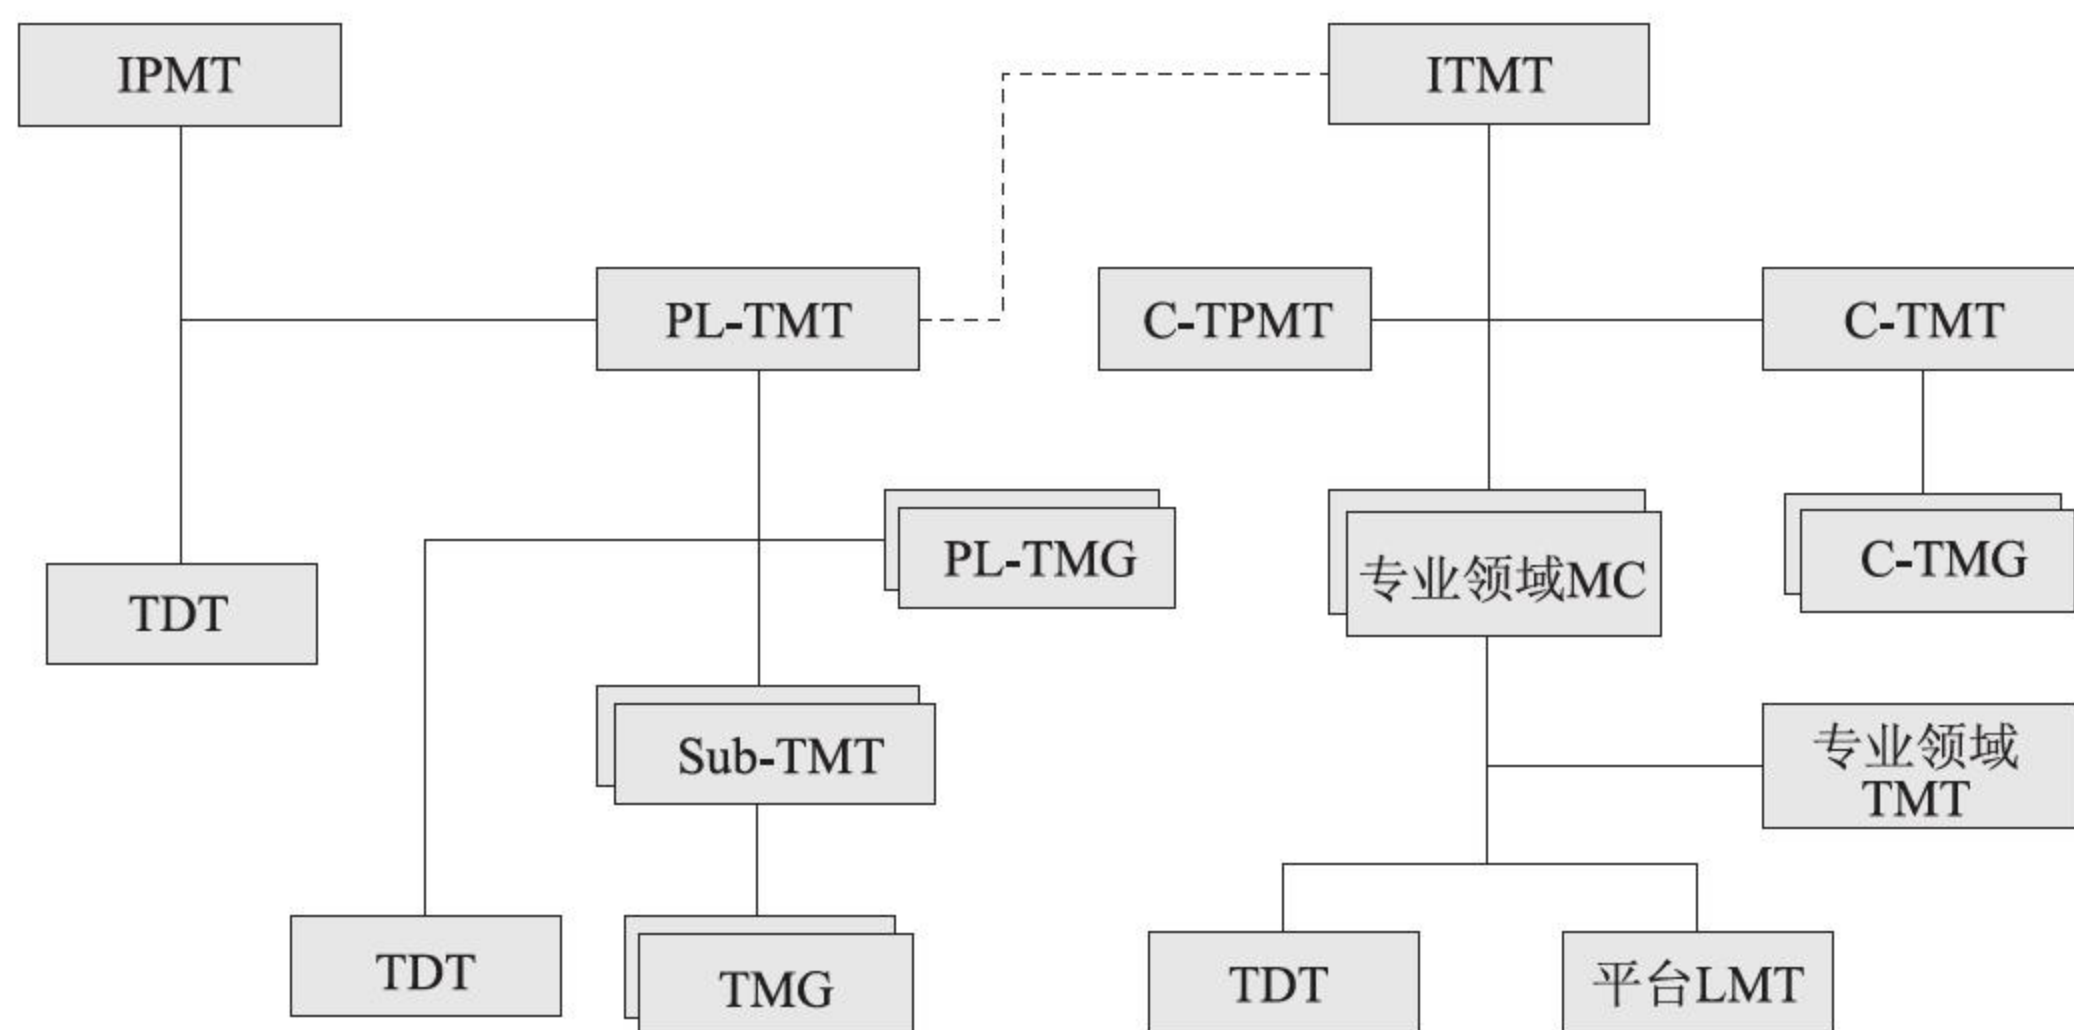 IPMT
ITMT
PL-TMT
C-TPMT
C-TMT
PL-TMG
专业领域MC
C-TMG
TDT
Sub-TMT
专业领域
TMT
TDT
TMG
TDT
平台LMT